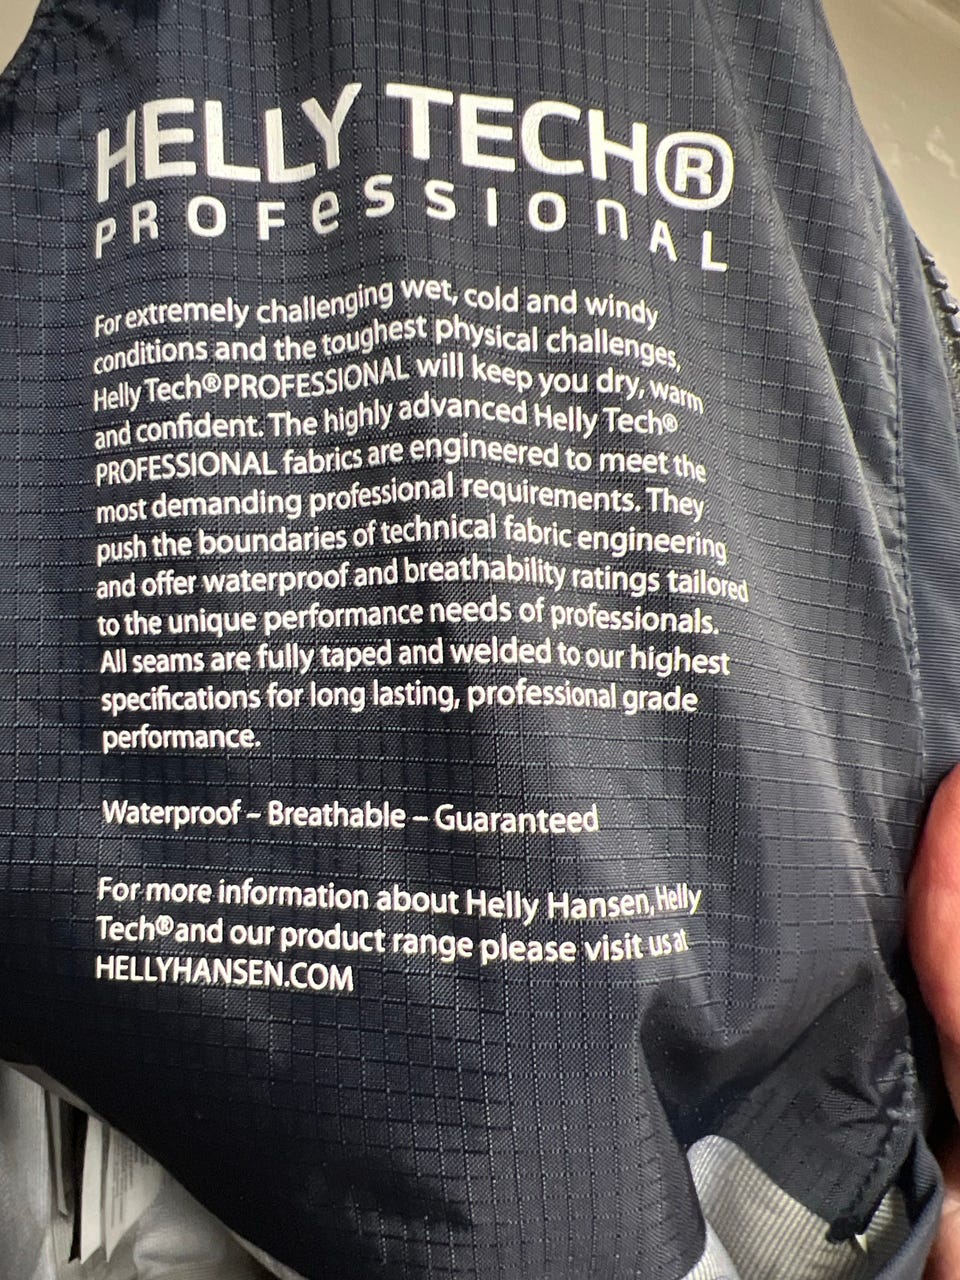 HELLY TECH®
PROFeSSIOnAL
For extremely challenging wet, cold and windy
conditions and the toughest physical challenges,
Helly Tech® PROFESSIONAL will keep you dry, warm
and confident. The highly advanced Helly Tech®
PROFESSIONAL fabrics are engineered to meet the
most demanding professional requirements. They
push the boundaries of technical fabric engineering
and offer waterproof and breathability ratings tailored
to the unique performance needs of professionals.
All seams are fully taped and welded to our highest
specifications for long lasting, professional grade
performance.
Waterproof – Breathable – Guaranteed
For more information about Helly Hansen, Helly
Tech® and our product range please visit us at
HELLYHANSEN.COM